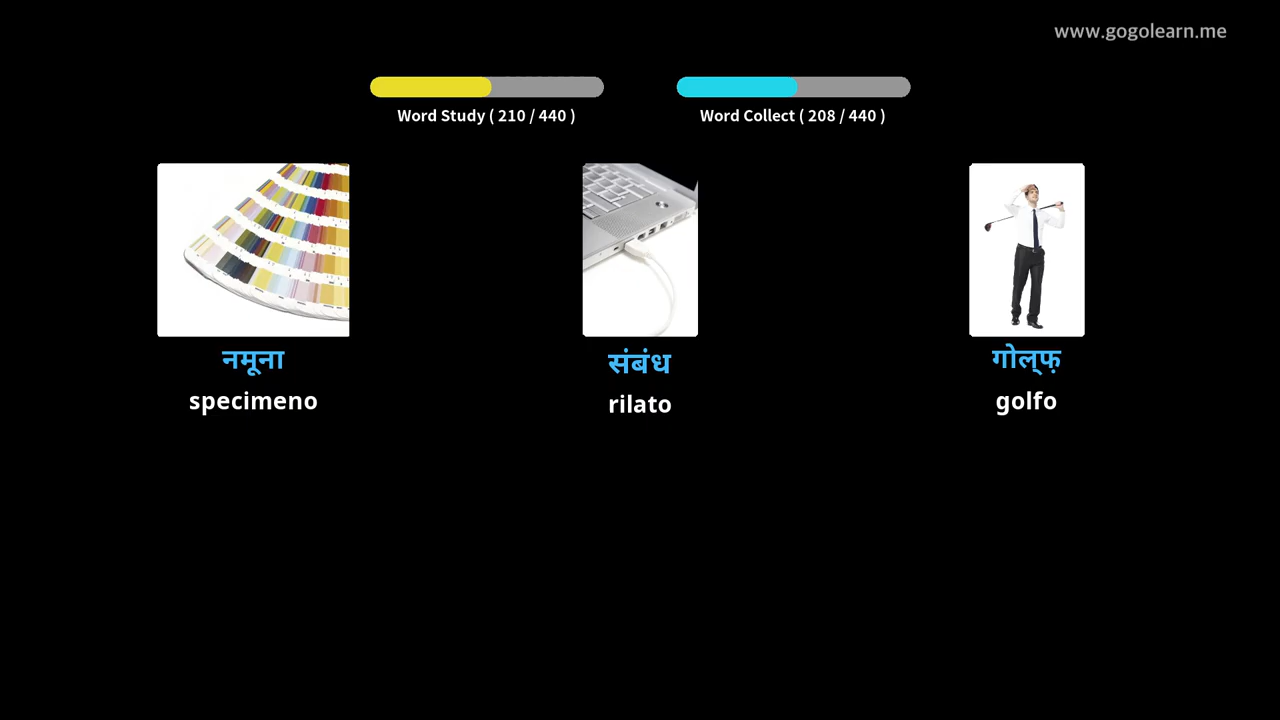 www.gogolearn.me
Word Study ( 210 / 440 )
Word Collect ( 208 / 440 )
नमूना
specimeno
संबंध
rilato
गोल्फ़
golfo